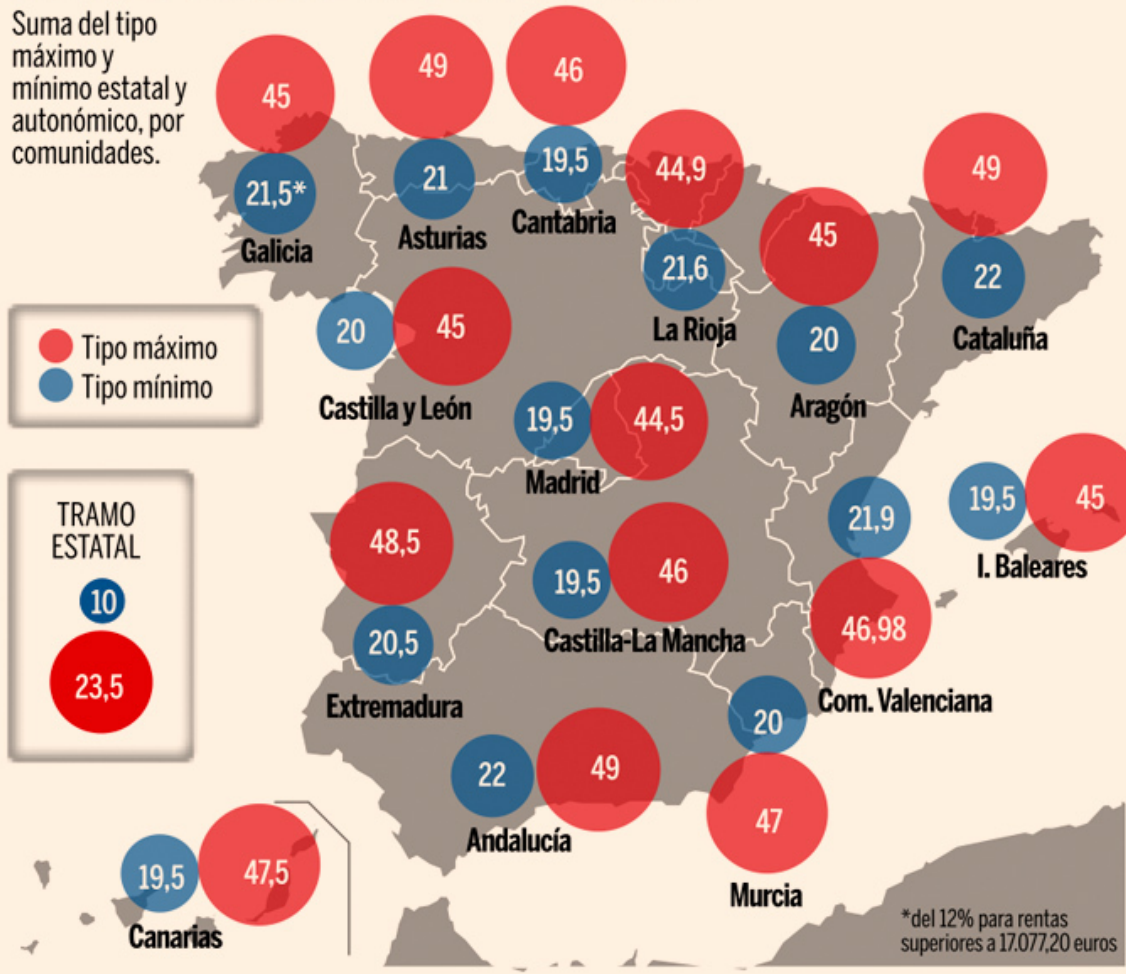 Suma del tipo
máximo y
mínimo estatal y
autonómico, por
comunidades.
45
21,5*
Galicia
49
21
Asturias
46
19,5
Cantabria
44,9
21,6
La Rioja
45
20
Aragón
49
22
Cataluña
Tipo máximo
Tipo mínimo
20
45
Castilla y León
19,5
44,5
Madrid
TRAMO
ESTATAL
10
23,5
48,5
20,5
Extremadura
19,5
46
Castilla-La Mancha
21,9
46,98
Com. Valenciana
19,5
45
I. Baleares
22
49
Andalucía
20
47
Murcia
19,5
47,5
Canarias
*del 12% para rentas
superiores a 17.077,20 euros